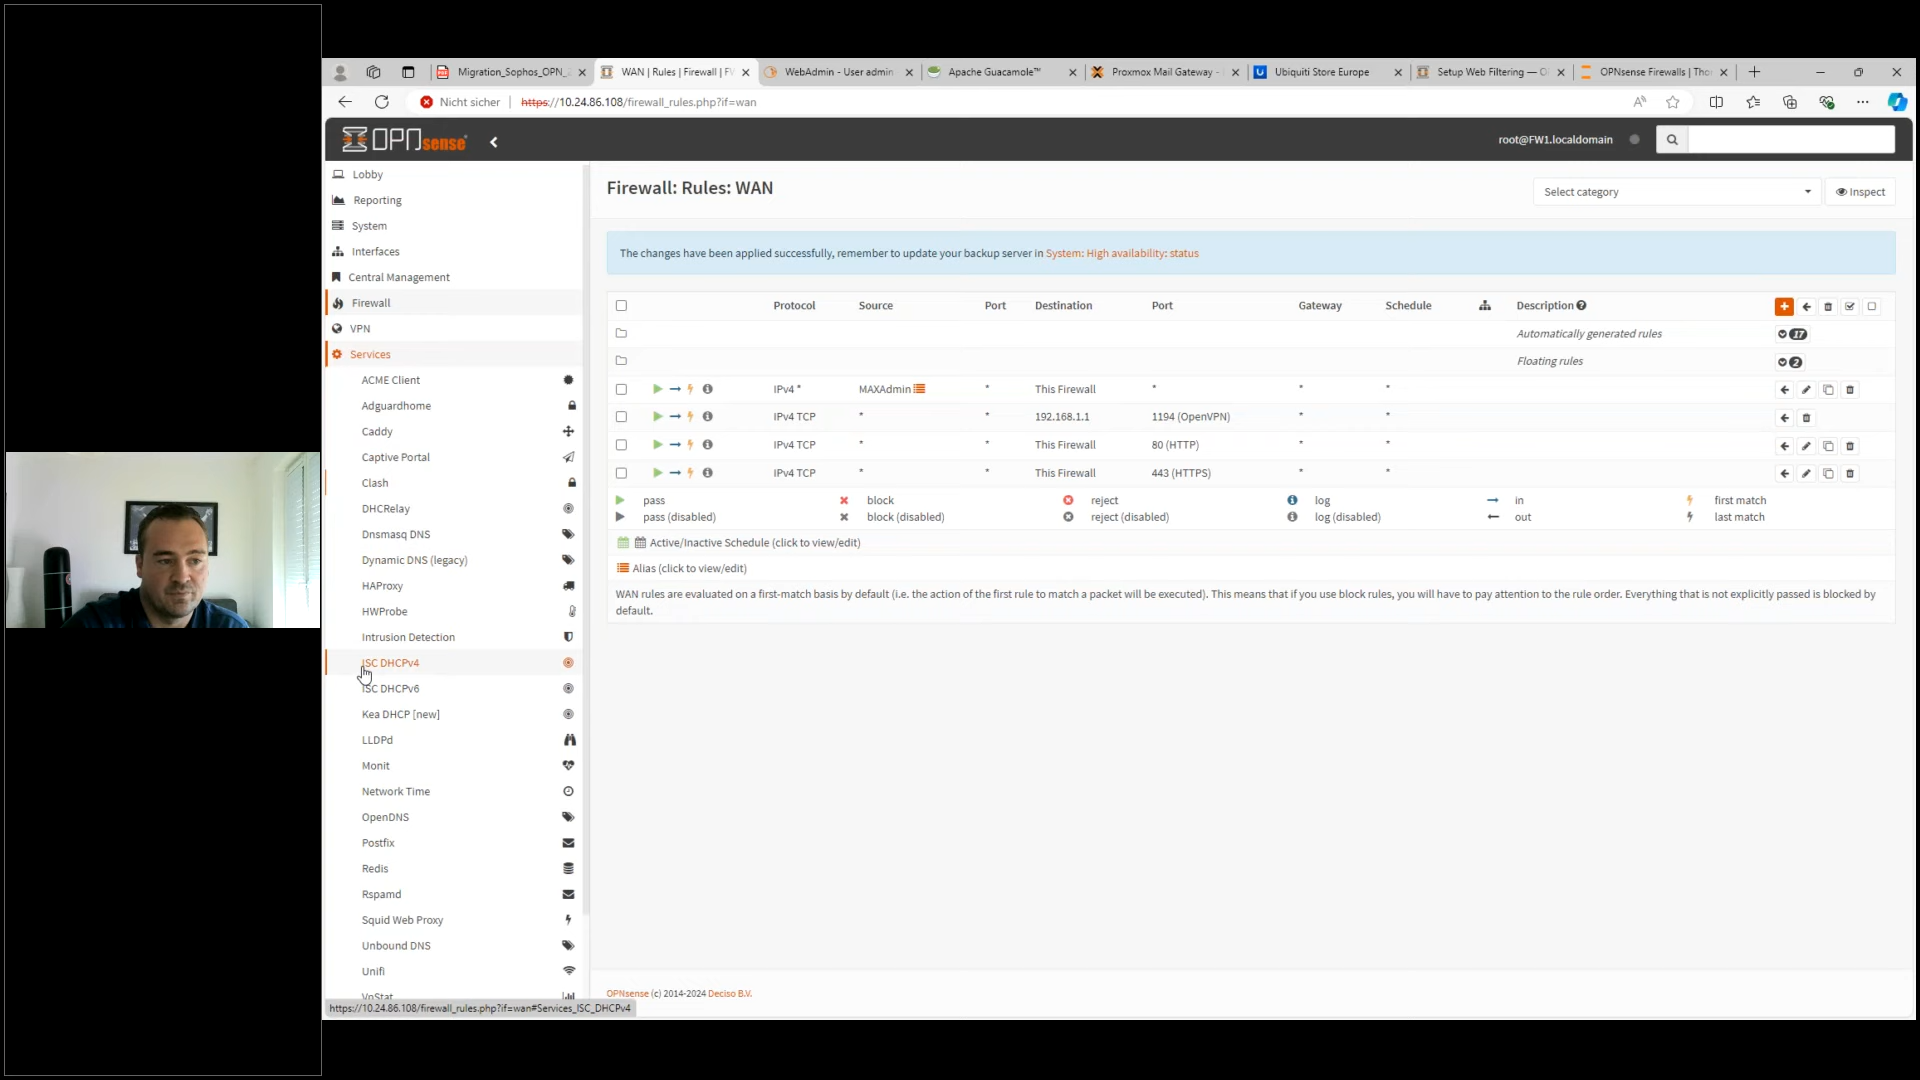 Migration_Sophos_OPN_
WAN | Rules | Firewall | FW
WebAdmin - User admin
Apache Guacamole™
Proxmox Mail Gateway -
Ubiquiti Store Europe
Setup Web Filtering — O
OPNsense Firewalls | Tho
Nicht sicher
https://10.24.86.108/firewall_rules.php?if=wan
OPNsense
root@FW1.localdomain
Lobby
Reporting
System
Interfaces
Central Management
Firewall
VPN
Services
ACME Client
Adguardhome
Caddy
Captive Portal
Clash
DHCRelay
Dnsmasq DNS
Dynamic DNS (legacy)
HAProxy
HWProbe
Intrusion Detection
ISC DHCPv4
ISC DHCPv6
Kea DHCP [new]
LLDPd
Monit
Network Time
OpenDNS
Postfix
Redis
Rspamd
Squid Web Proxy
Unbound DNS
Unifi
VnStat
https://10.24.86.108/firewall_rules.php?if=wan#Services_ISC_DHCPv4
Firewall: Rules: WAN
Select category
Inspect
The changes have been applied successfully, remember to update your backup server in System: High availability: status
Protocol Source Port Destination Port Gateway Schedule Description
Automatically generated rules 17
Floating rules 2
IPv4 * MAXAdmin * This Firewall * * *
IPv4 TCP * * 192.168.1.1 1194 (OpenVPN) * *
IPv4 TCP * * This Firewall 80 (HTTP) * *
IPv4 TCP * * This Firewall 443 (HTTPS) * *
pass block reject log in first match
pass (disabled) block (disabled) reject (disabled) log (disabled) out last match
Active/Inactive Schedule (click to view/edit)
Alias (click to view/edit)
WAN rules are evaluated on a first-match basis by default (i.e. the action of the first rule to match a packet will be executed). This means that if you use block rules, you will have to pay attention to the rule order. Everything that is not explicitly passed is blocked by
default.
OPNsense (c) 2014-2024 Deciso B.V.